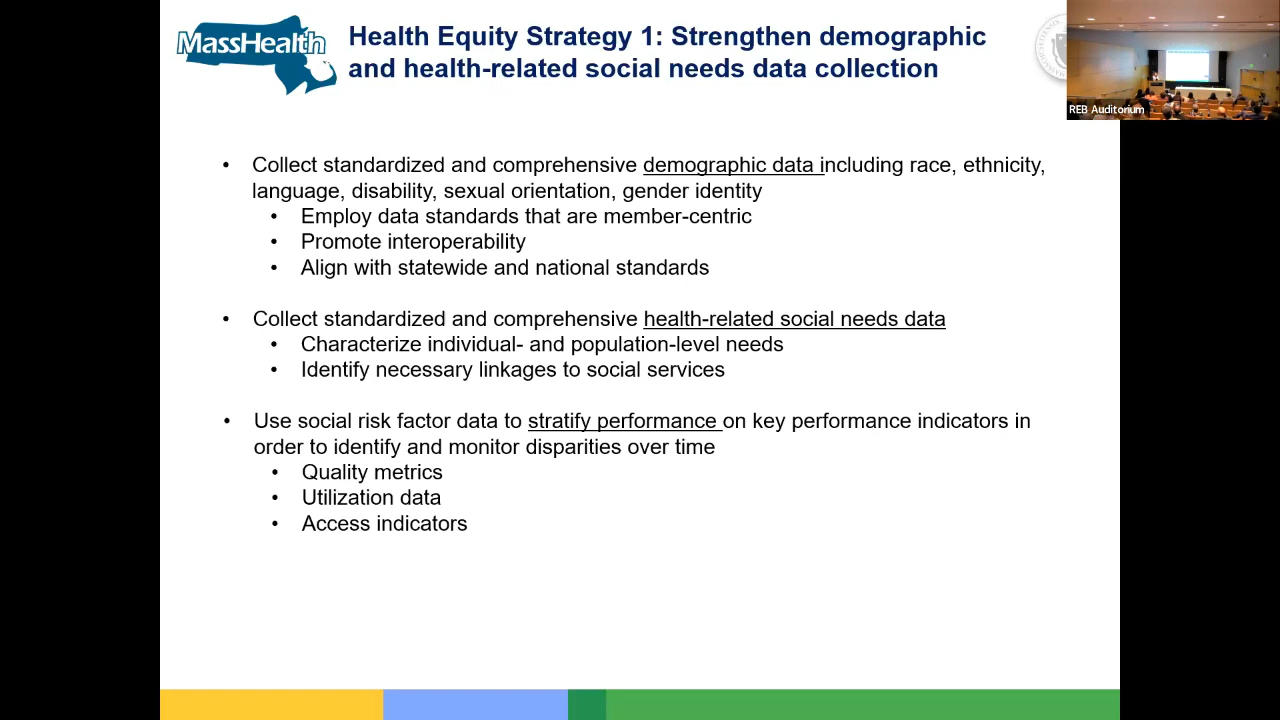 MassHealth
Health Equity Strategy 1: Strengthen demographic
and health-related social needs data collection
REB Auditorium
• Collect standardized and comprehensive demographic data including race, ethnicity,
language, disability, sexual orientation, gender identity
• Employ data standards that are member-centric
• Promote interoperability
• Align with statewide and national standards
• Collect standardized and comprehensive health-related social needs data
• Characterize individual- and population-level needs
• Identify necessary linkages to social services
• Use social risk factor data to stratify performance on key performance indicators in
order to identify and monitor disparities over time
• Quality metrics
• Utilization data
• Access indicators